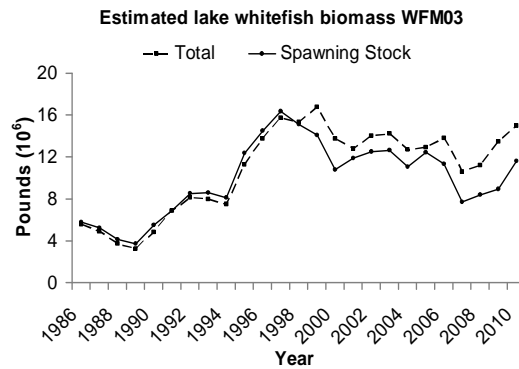 Estimated lake whitefish biomass WFM03
Total Spawning Stock
Pounds (10⁶)
20
16
12
8
4
0
1986 1988 1990 1992 1994 1996 1998 2000 2002 2004 2006 2008 2010
Year